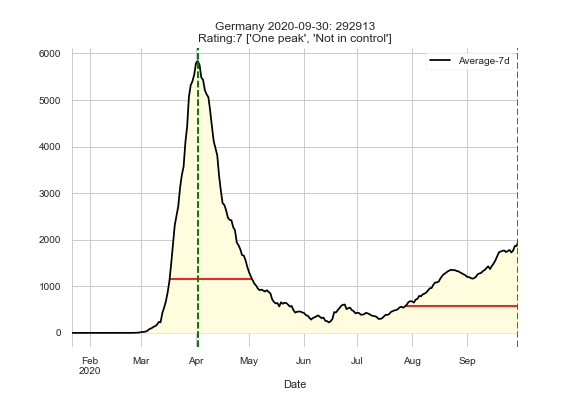 Germany 2020-09-30: 292913
Rating:7 ['One peak', 'Not in control']
Average-7d
6000
5000
4000
3000
2000
1000
0
Feb Mar Apr May Jun Jul Aug Sep
2020
Date